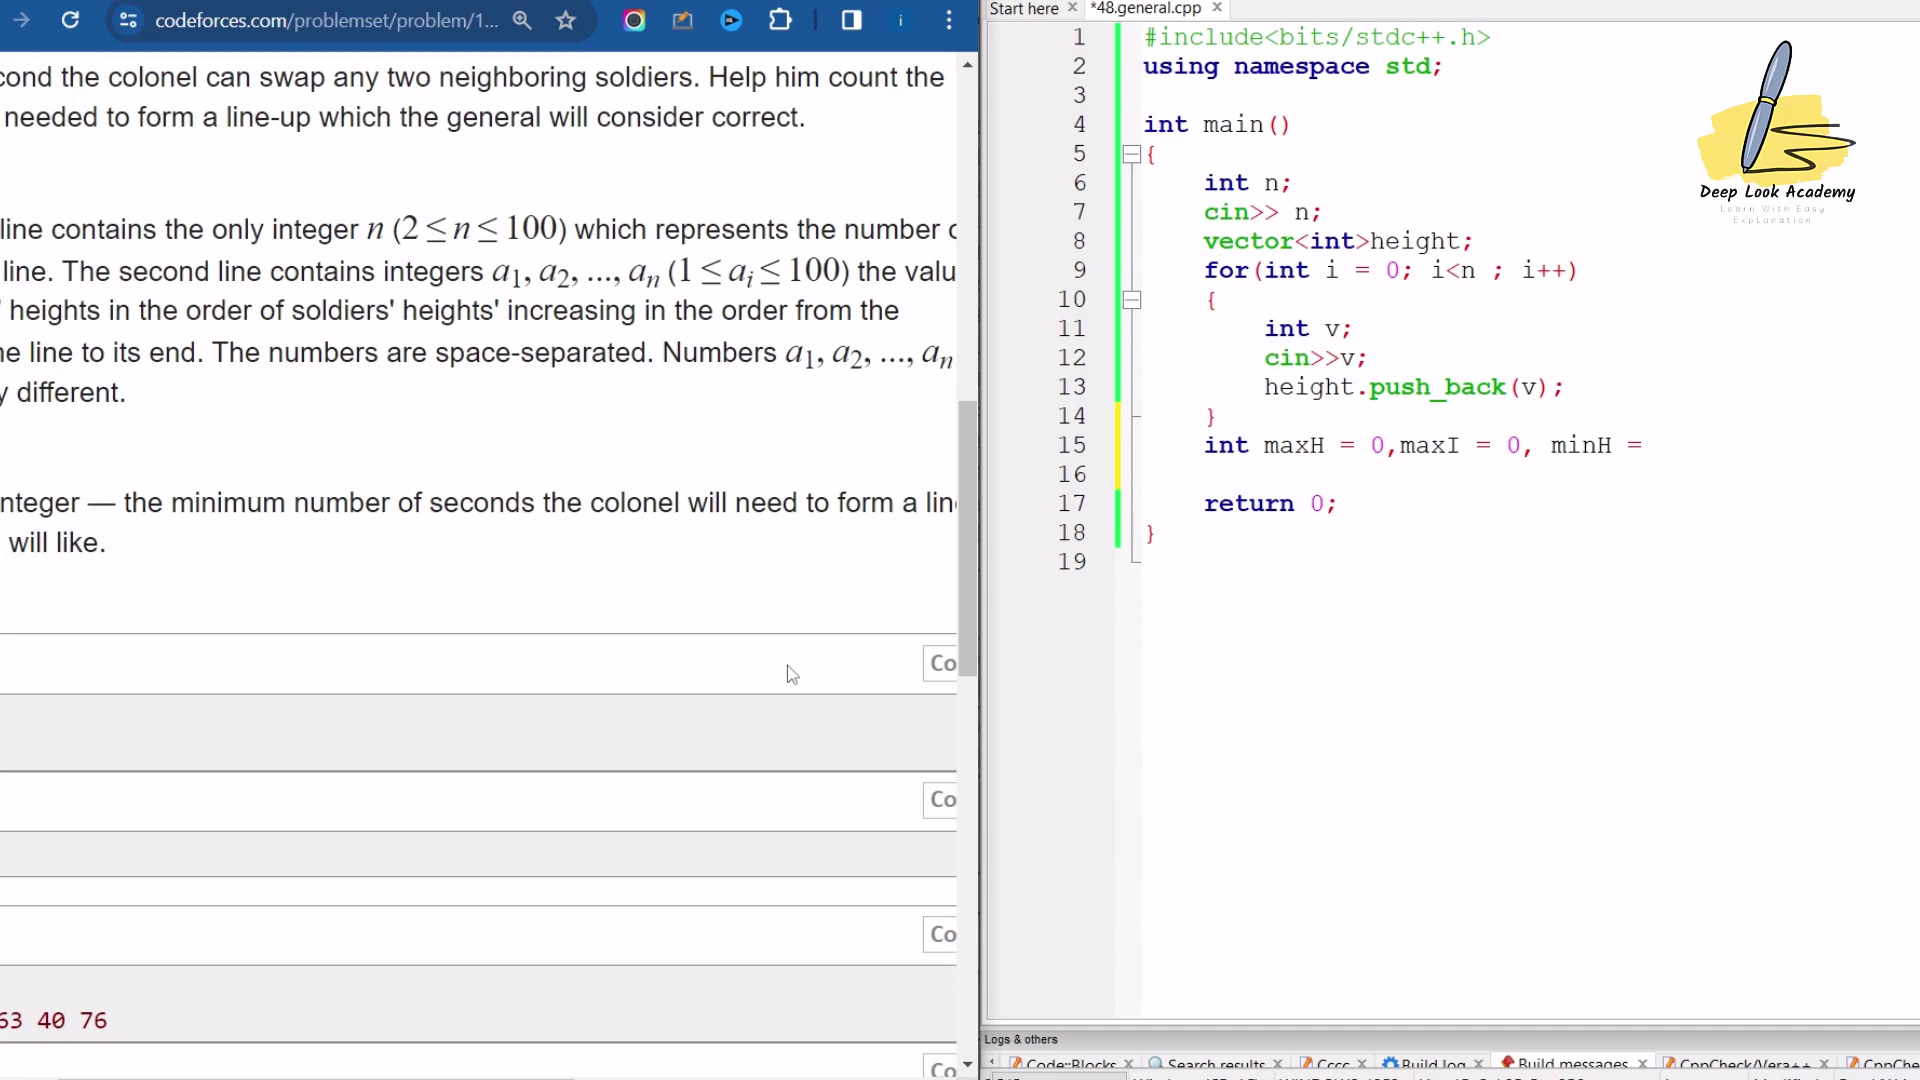 codeforces.com/problemset/problem/1...
i
cond the colonel can swap any two neighboring soldiers. Help him count the
needed to form a line-up which the general will consider correct.
line contains the only integer n (2 ≤ n ≤ 100) which represents the number
line. The second line contains integers a1, a2, ..., an (1 ≤ ai ≤ 100) the valu
' heights in the order of soldiers' heights' increasing in the order from the
he line to its end. The numbers are space-separated. Numbers a1, a2, ..., an
y different.
nteger — the minimum number of seconds the colonel will need to form a line
will like.
Co
Co
Co
63 40 76
Co
Start here
*48.general.cpp
1 #include<bits/stdc++.h>
2 using namespace std;
3
4 int main()
5 {
6 int n;
7 cin>> n;
8 vector<int>height;
9 for(int i = 0; i<n ; i++)
10 {
11 int v;
12 cin>>v;
13 height.push_back(v);
14 }
15 int maxH = 0,maxI = 0, minH =
16
17 return 0;
18 }
19
Deep Look Academy
Learn With Easy
Explanation
Logs & others
Code::Blocks
Search results
Cccc
Build log
Build messages
CppCheck/Vera++
CppChe